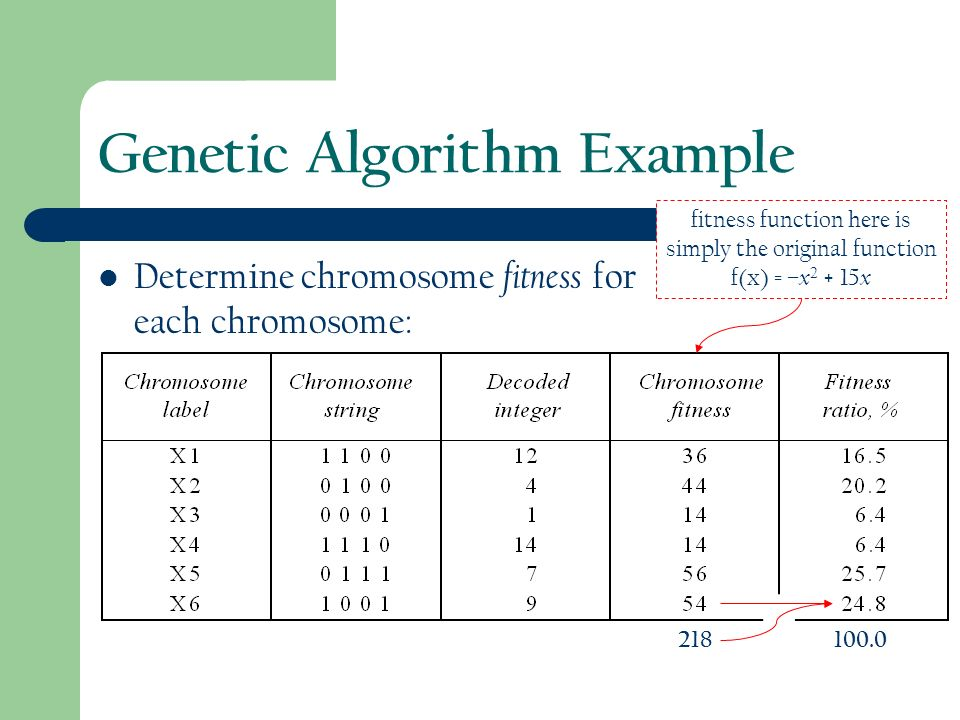 Genetic Algorithm Example
fitness function here is
simply the original function
f(x) = –x² + 15x
Determine chromosome fitness for
each chromosome:
Chromosome label Chromosome string Decoded integer Chromosome fitness Fitness ratio, %
X1 1 1 0 0 12 36 16.5
X2 0 1 0 0 4 44 20.2
X3 0 0 0 1 1 14 6.4
X4 1 1 1 0 14 14 6.4
X5 0 1 1 1 7 56 25.7
X6 1 0 0 1 9 54 24.8
218 100.0